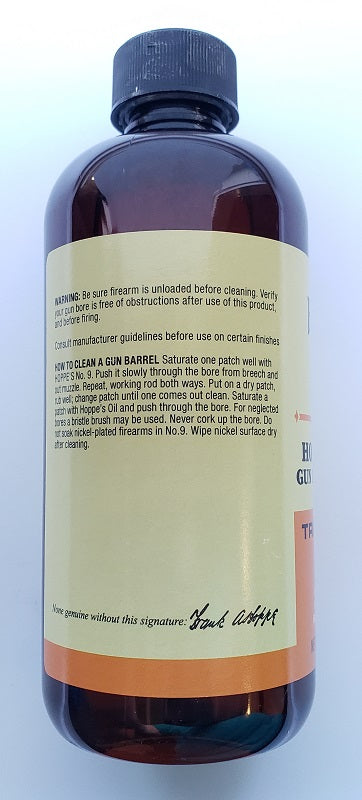 WARNING: Be sure firearm is unloaded before cleaning. Verify
your gun bore is free of obstructions after use of this product,
and before firing.
Consult manufacturer guidelines before use on certain finishes
HOW TO CLEAN A GUN BARREL Saturate one patch well with
HOPPE'S No. 9. Push it slowly through the bore from breech and
out muzzle. Repeat, working rod both ways. Put on a dry patch,
rub well; change patch until one comes out clean. Saturate a
patch with Hoppe's Oil and push through the bore. For neglected
bores a bristle brush may be used. Never cork up the bore. Do
not soak nickel-plated firearms in No.9. Wipe nickel surface dry
after cleaning.
None genuine without this signature: Frank A Hoppe
HO
GUN
TR